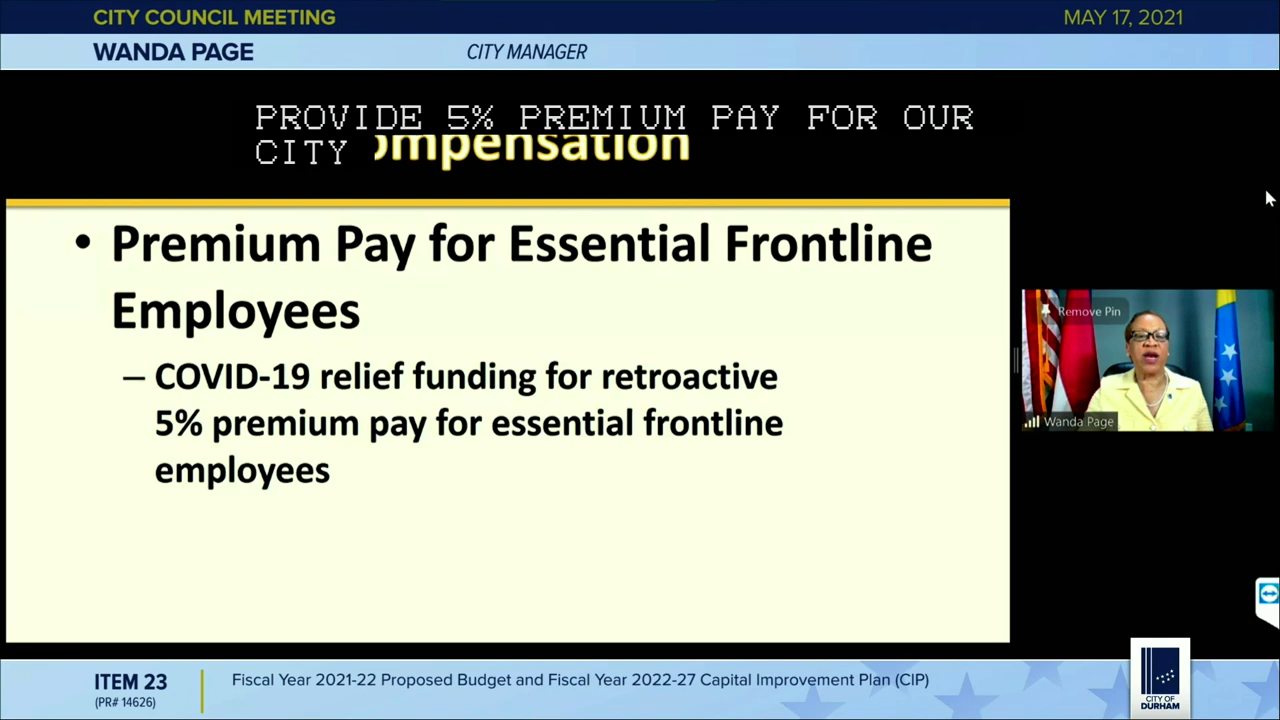 CITY COUNCIL MEETING
MAY 17, 2021
WANDA PAGE
CITY MANAGER
PROVIDE 5% PREMIUM PAY FOR OUR
CITY
• Premium Pay for Essential Frontline
Employees
– COVID-19 relief funding for retroactive
5% premium pay for essential frontline
employees
Remove Pin
Wanda Page
ITEM 23
(PR# 14626)
Fiscal Year 2021-22 Proposed Budget and Fiscal Year 2022-27 Capital Improvement Plan (CIP)
CITY OF
DURHAM